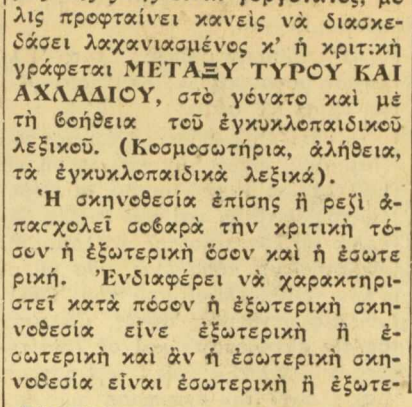 λις προφταίνει κανεὶς νὰ διασκε-
δάσει λαχανιασμένος κ' ἡ κριτικὴ
γράφεται ΜΕΤΑΞΥ ΤΥΡΟΥ ΚΑΙ
ΑΧΛΑΔΙΟΥ, στὸ γόνατο καὶ μὲ
τὴ βοήθεια τοῦ ἐγκυκλοπαιδικοῦ
λεξικοῦ. (Κοσμοσωτήρια, ἀλήθεια,
τὰ ἐγκυκλοπαιδικὰ λεξικά).
Ἡ σκηνοθεσία ἐπίσης ἢ ρεζὶ ἀ-
πασχολεῖ σοβαρὰ τὴν κριτικὴ τό-
σον ἡ ἐξωτερικὴ ὅσον καὶ ἡ ἐσωτε
ρική. Ἐνδιαφέρει νὰ χαρακτηρι-
στεῖ κατὰ πόσον ἡ ἐξωτερικὴ σκη-
νοθεσία εἶνε ἐξωτερικὴ ἢ ἐ-
σωτερικὴ καὶ ἂν ἡ ἐσωτερικὴ σκη-
νοθεσία εἶναι ἐσωτερικὴ ἢ ἐξωτε-